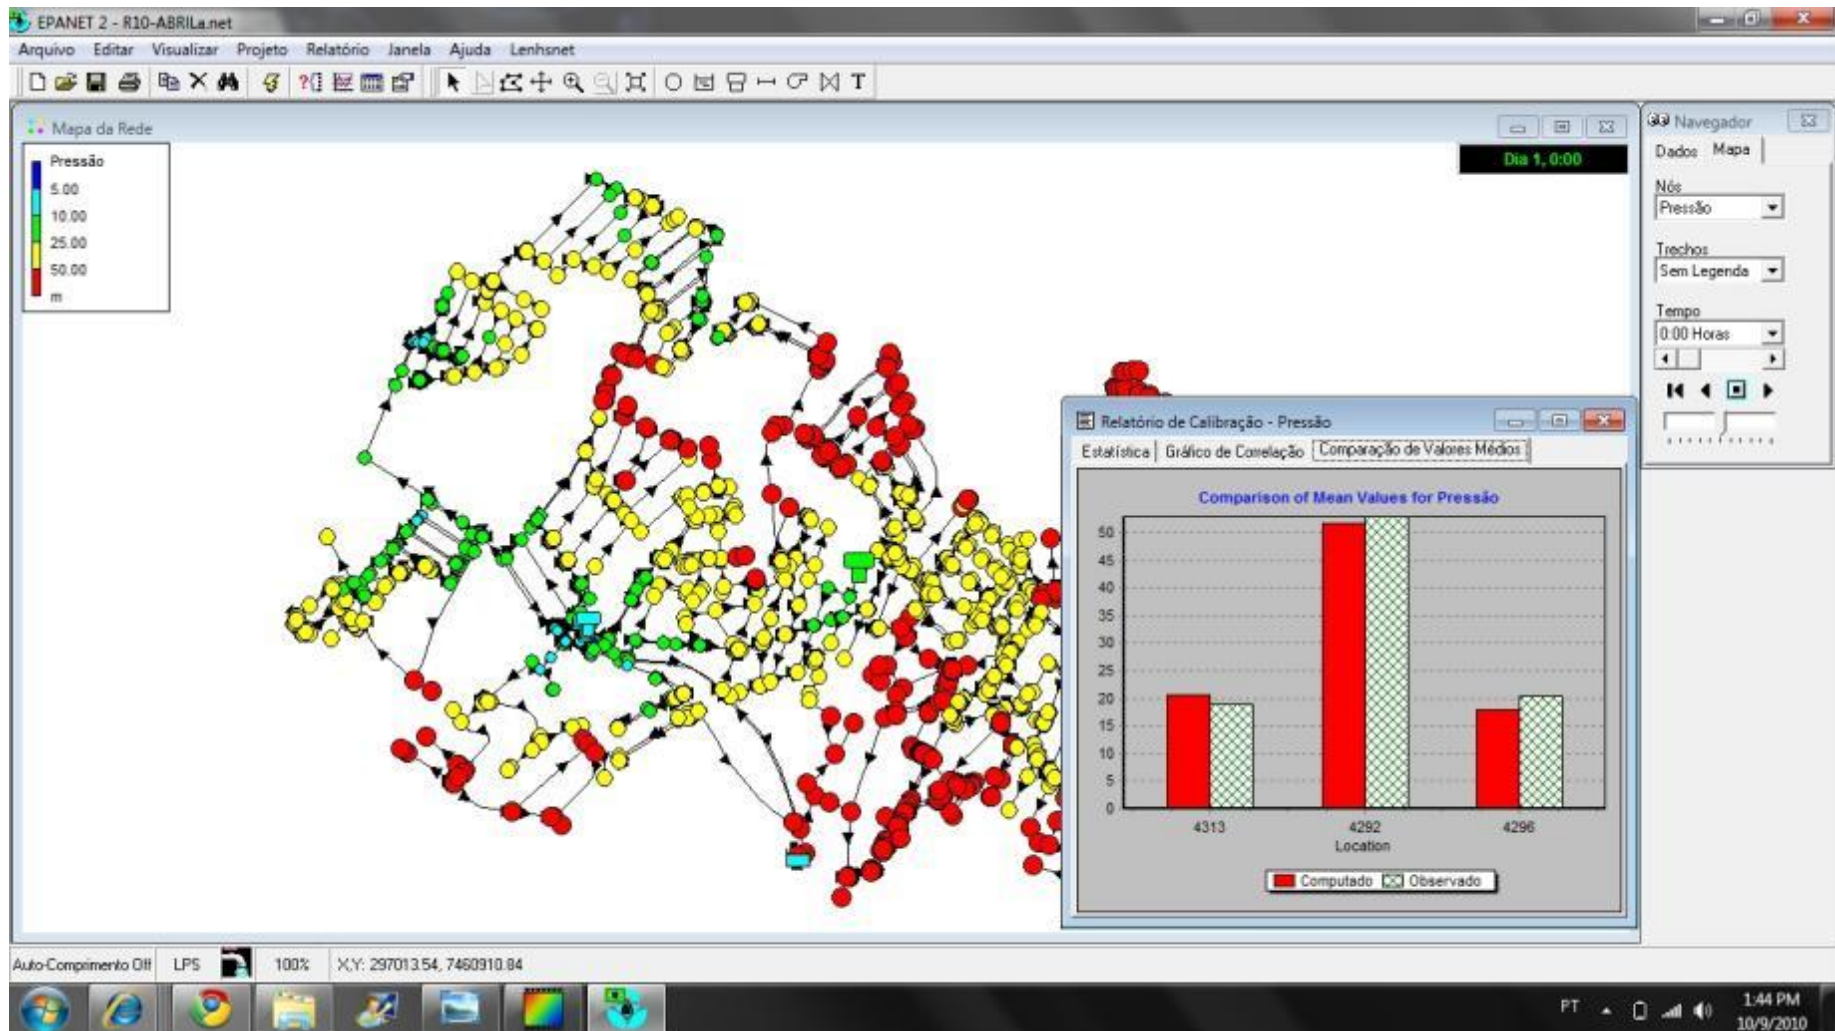 EPANET 2 - R10-ABRILa.net
Arquivo Editar Visualizar Projeto Relatório Janela Ajuda Lenhsnet
T
Mapa da Rede
Pressão
5.00
10.00
25.00
50.00
m
Dia 1, 0:00
Navegador
Dados Mapa
Nós
Pressão
Trechos
Sem Legenda
Tempo
0:00 Horas
Relatório de Calibração - Pressão
Estatística Gráfico de Correlação Comparação de Valores Médios
Comparison of Mean Values for Pressão
50
45
40
35
30
25
20
15
10
5
0
4313 4292 4296
Location
Computado Observado
Auto-Comprimento Off LPS 100% X,Y: 297013.54, 7460910.84
PT 1:44 PM
10/9/2010